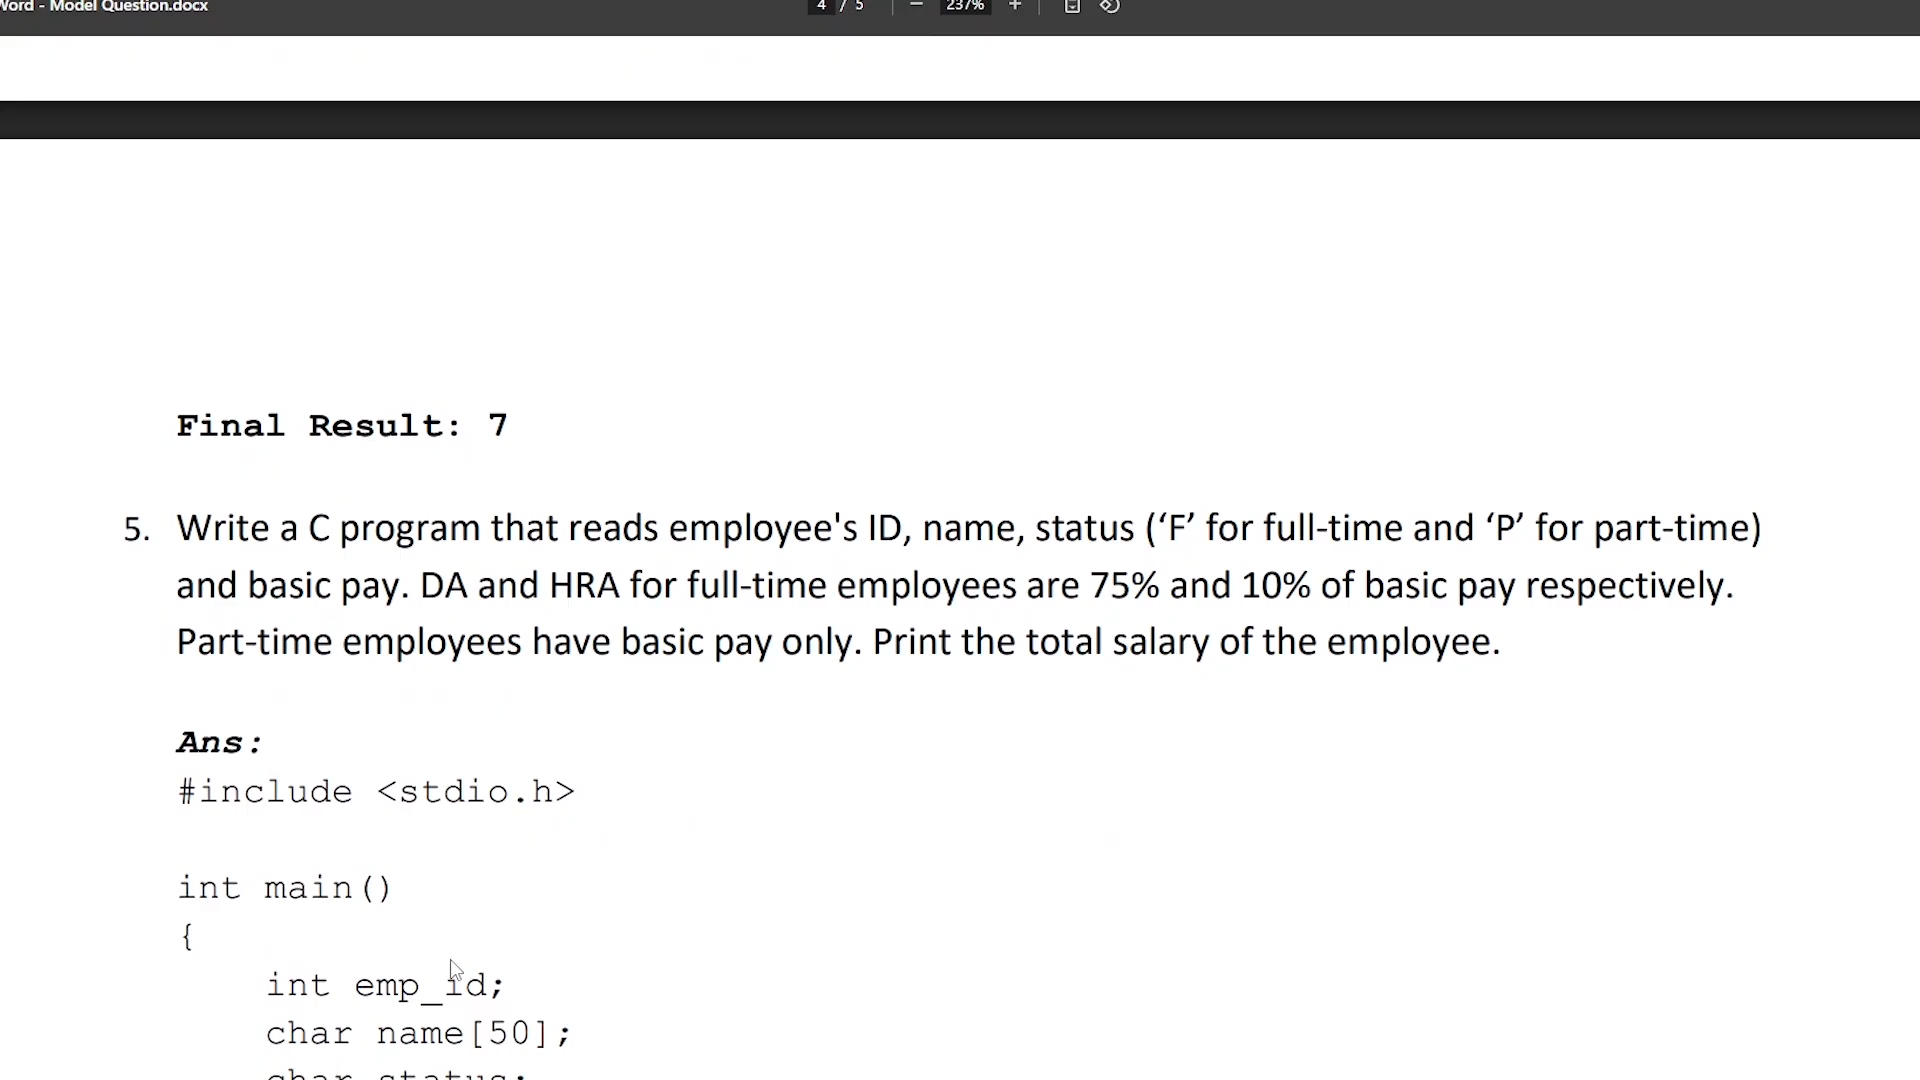 Word - Model Question.docx
4 / 5
237%
Final Result: 7
5. Write a C program that reads employee's ID, name, status (‘F’ for full-time and ‘P’ for part-time)
and basic pay. DA and HRA for full-time employees are 75% and 10% of basic pay respectively.
Part-time employees have basic pay only. Print the total salary of the employee.
Ans:
#include <stdio.h>
int main()
{
int emp_id;
char name[50];
char status;